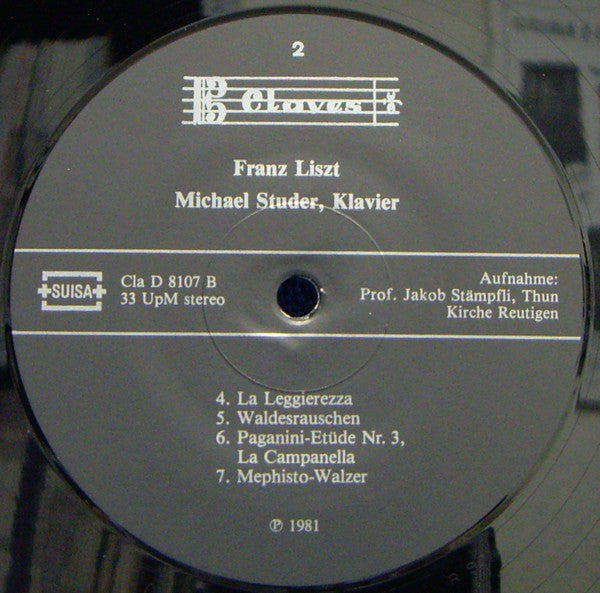 2
Claves
Franz Liszt
Michael Studer, Klavier
SUISA
Cla D 8107 B
33 UpM stereo
Aufnahme:
Prof. Jakob Stämpfli, Thun
Kirche Reutigen
4. La Leggierezza
5. Waldesrauschen
6. Paganini-Etüde Nr. 3,
La Campanella
7. Mephisto-Walzer
℗ 1981